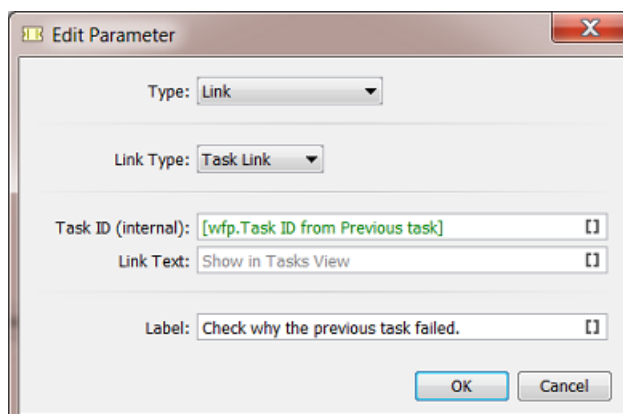 Edit Parameter
Type: Link
Link Type: Task Link
Task ID (internal): [wfp.Task ID from Previous task] []
Link Text: Show in Tasks View []
Label: Check why the previous task failed. []
OK Cancel